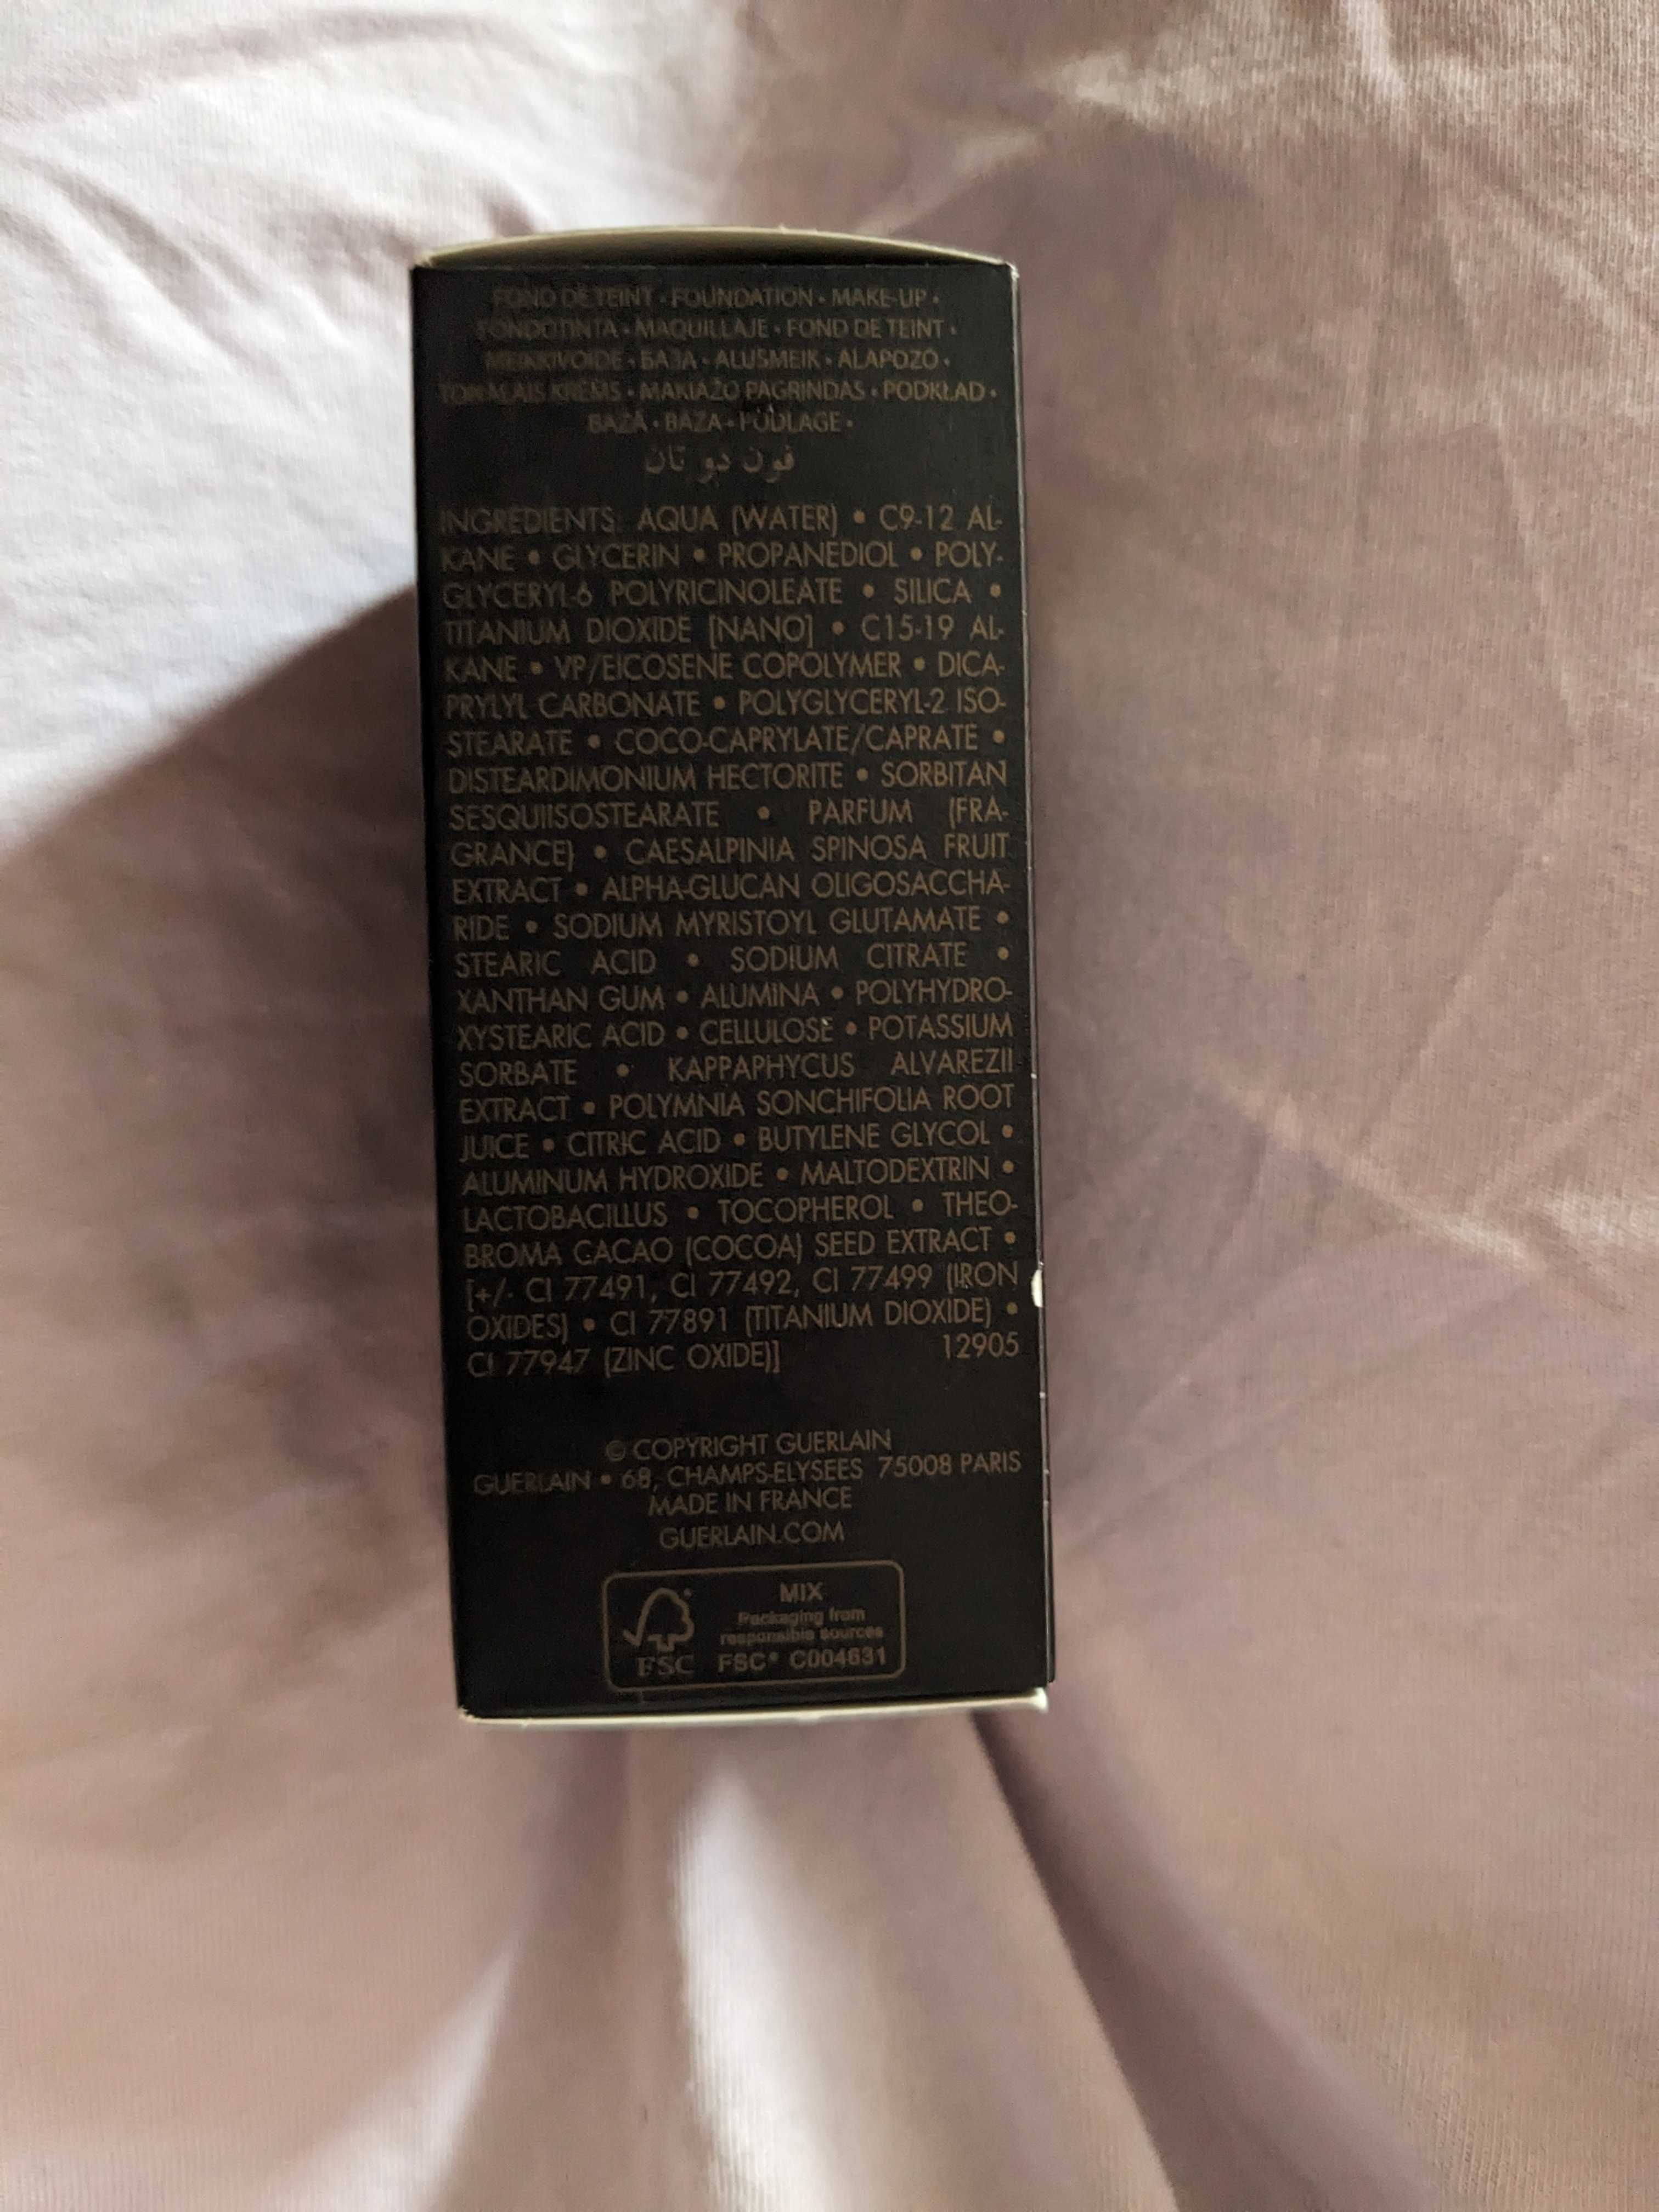 FOND DE TEINT • FOUNDATION • MAKE-UP •
FONDOTINTA • MAQUILLAJE • FOND DE TEINT •
MEIKKIVOIDE • БАЗА • ALUSMEIK • ALAPOZÓ •
TONĀLAIS KRĒMS • MAKIAŽO PAGRINDAS • PODKŁAD •
BAZĂ • BAZA • PODLAGE •
فون دو تان
INGREDIENTS: AQUA (WATER) • C9-12 AL-
KANE • GLYCERIN • PROPANEDIOL • POLY-
GLYCERYL-6 POLYRICINOLEATE • SILICA •
TITANIUM DIOXIDE [NANO] • C15-19 AL-
KANE • VP/EICOSENE COPOLYMER • DICA-
PRYLYL CARBONATE • POLYGLYCERYL-2 ISO-
STEARATE • COCO-CAPRYLATE/CAPRATE •
DISTEARDIMONIUM HECTORITE • SORBITAN
SESQUIISOSTEARATE • PARFUM (FRA-
GRANCE) • CAESALPINIA SPINOSA FRUIT
EXTRACT • ALPHA-GLUCAN OLIGOSACCHA-
RIDE • SODIUM MYRISTOYL GLUTAMATE •
STEARIC ACID • SODIUM CITRATE •
XANTHAN GUM • ALUMINA • POLYHYDRO-
XYSTEARIC ACID • CELLULOSE • POTASSIUM
SORBATE • KAPPAPHYCUS ALVAREZII
EXTRACT • POLYMNIA SONCHIFOLIA ROOT
JUICE • CITRIC ACID • BUTYLENE GLYCOL •
ALUMINUM HYDROXIDE • MALTODEXTRIN •
LACTOBACILLUS • TOCOPHEROL • THEO-
BROMA CACAO (COCOA) SEED EXTRACT •
[+/- CI 77491, CI 77492, CI 77499 (IRON
OXIDES) • CI 77891 (TITANIUM DIOXIDE) •
CI 77947 (ZINC OXIDE)] 12905
© COPYRIGHT GUERLAIN
GUERLAIN • 68, CHAMPS-ELYSEES 75008 PARIS
MADE IN FRANCE
GUERLAIN.COM
MIX
Packaging from
responsible sources
FSC FSC® C004631